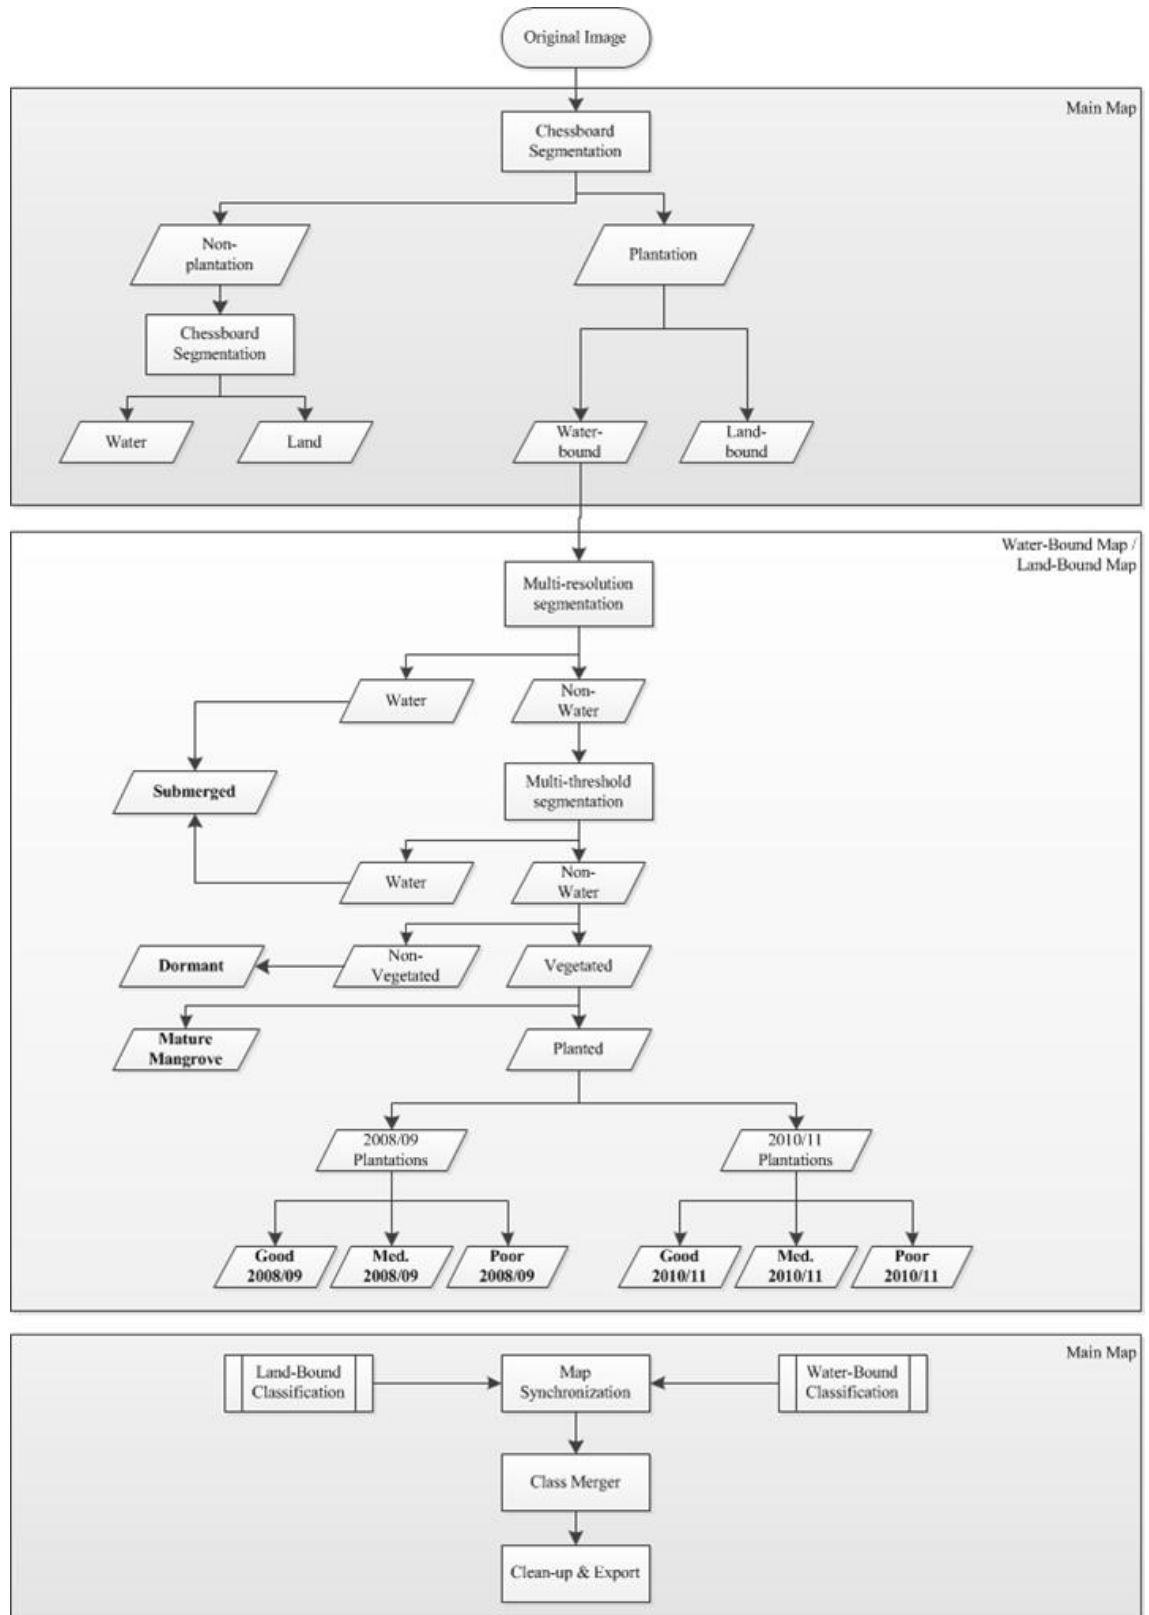 Original Image
Main Map
Chessboard
Segmentation
Non-
plantation
Plantation
Chessboard
Segmentation
Water
Land
Water-
bound
Land-
bound
Water-Bound Map /
Land-Bound Map
Multi-resolution
segmentation
Water
Non-
Water
Submerged
Multi-threshold
segmentation
Water
Non-
Water
Dormant
Non-
Vegetated
Vegetated
Mature
Mangrove
Planted
2008/09
Plantations
2010/11
Plantations
Good
2008/09
Med.
2008/09
Poor
2008/09
Good
2010/11
Med.
2010/11
Poor
2010/11
Main Map
Land-Bound
Classification
Map
Synchronization
Water-Bound
Classification
Class Merger
Clean-up & Export